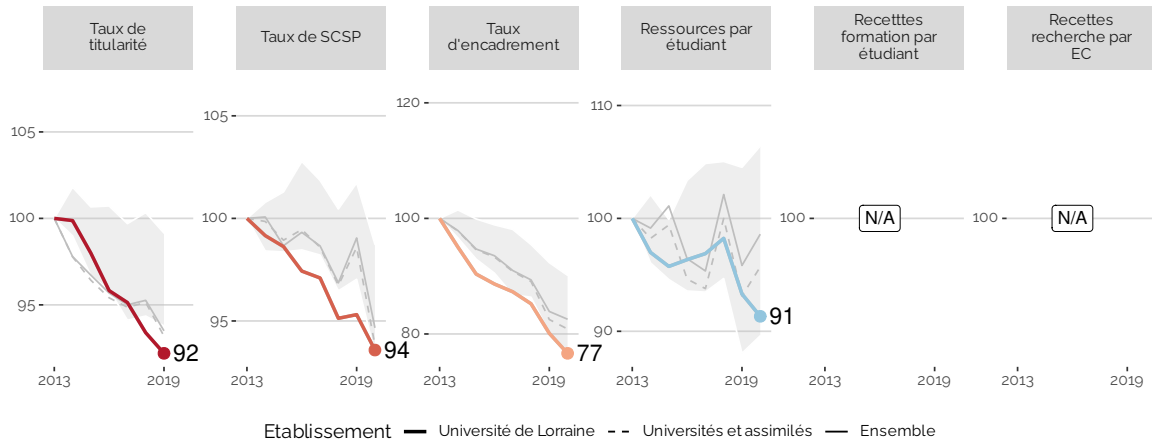 Taux de
titularité
Taux de SCSP
Taux
d'encadrement
Ressources par
étudiant
Recetttes
formation par
étudiant
Recettes
recherche par
EC
105
100
95
92
2013
2019
105
100
95
94
2013
2019
120
100
80
77
2013
2019
110
100
90
91
2013
2019
100
N/A
2013
2019
100
N/A
2013
2019
Etablissement Université de Lorraine Universités et assimilés Ensemble